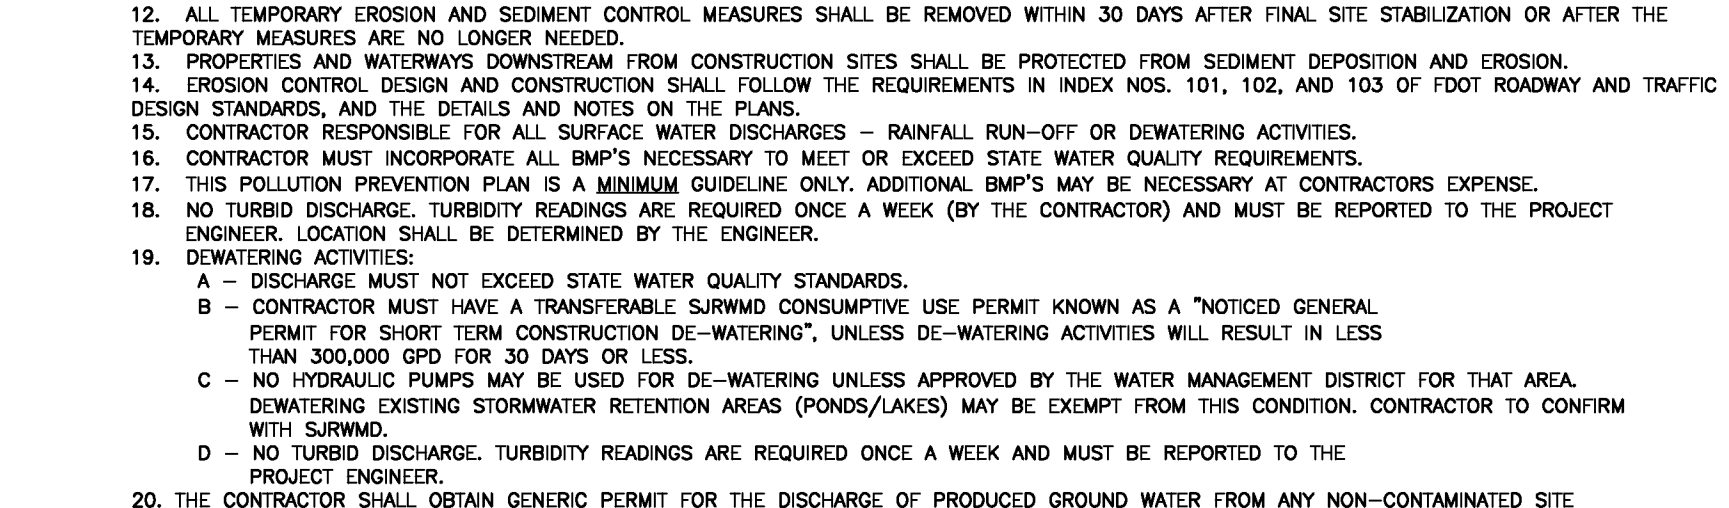 12. ALL TEMPORARY EROSION AND SEDIMENT CONTROL MEASURES SHALL BE REMOVED WITHIN 30 DAYS AFTER FINAL SITE STABILIZATION OR AFTER THE
TEMPORARY MEASURES ARE NO LONGER NEEDED.
13. PROPERTIES AND WATERWAYS DOWNSTREAM FROM CONSTRUCTION SITES SHALL BE PROTECTED FROM SEDIMENT DEPOSITION AND EROSION.
14. EROSION CONTROL DESIGN AND CONSTRUCTION SHALL FOLLOW THE REQUIREMENTS IN INDEX NOS. 101, 102, AND 103 OF FDOT ROADWAY AND TRAFFIC
DESIGN STANDARDS, AND THE DETAILS AND NOTES ON THE PLANS.
15. CONTRACTOR RESPONSIBLE FOR ALL SURFACE WATER DISCHARGES – RAINFALL RUN–OFF OR DEWATERING ACTIVITIES.
16. CONTRACTOR MUST INCORPORATE ALL BMP'S NECESSARY TO MEET OR EXCEED STATE WATER QUALITY REQUIREMENTS.
17. THIS POLLUTION PREVENTION PLAN IS A MINIMUM GUIDELINE ONLY. ADDITIONAL BMP'S MAY BE NECESSARY AT CONTRACTORS EXPENSE.
18. NO TURBID DISCHARGE. TURBIDITY READINGS ARE REQUIRED ONCE A WEEK (BY THE CONTRACTOR) AND MUST BE REPORTED TO THE PROJECT
ENGINEER. LOCATION SHALL BE DETERMINED BY THE ENGINEER.
19. DEWATERING ACTIVITIES:
A – DISCHARGE MUST NOT EXCEED STATE WATER QUALITY STANDARDS.
B – CONTRACTOR MUST HAVE A TRANSFERABLE SJRWMD CONSUMPTIVE USE PERMIT KNOWN AS A "NOTICED GENERAL
PERMIT FOR SHORT TERM CONSTRUCTION DE–WATERING", UNLESS DE–WATERING ACTIVITIES WILL RESULT IN LESS
THAN 300,000 GPD FOR 30 DAYS OR LESS.
C – NO HYDRAULIC PUMPS MAY BE USED FOR DE–WATERING UNLESS APPROVED BY THE WATER MANAGEMENT DISTRICT FOR THAT AREA.
DEWATERING EXISTING STORMWATER RETENTION AREAS (PONDS/LAKES) MAY BE EXEMPT FROM THIS CONDITION. CONTRACTOR TO CONFIRM
WITH SJRWMD.
D – NO TURBID DISCHARGE. TURBIDITY READINGS ARE REQUIRED ONCE A WEEK AND MUST BE REPORTED TO THE
PROJECT ENGINEER.
20. THE CONTRACTOR SHALL OBTAIN GENERIC PERMIT FOR THE DISCHARGE OF PRODUCED GROUND WATER FROM ANY NON–CONTAMINATED SITE